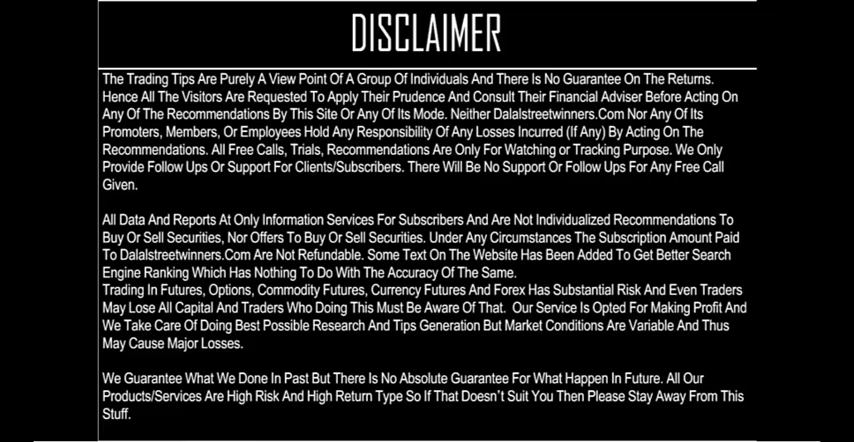 DISCLAIMER
The Trading Tips Are Purely A View Point Of A Group Of Individuals And There Is No Guarantee On The Returns.
Hence All The Visitors Are Requested To Apply Their Prudence And Consult Their Financial Adviser Before Acting On
Any Of The Recommendations By This Site Or Any Of Its Mode. Neither Dalalstreetwinners.Com Nor Any Of Its
Promoters, Members, Or Employees Hold Any Responsibility Of Any Losses Incurred (If Any) By Acting On The
Recommendations. All Free Calls, Trials, Recommendations Are Only For Watching or Tracking Purpose. We Only
Provide Follow Ups Or Support For Clients/Subscribers. There Will Be No Support Or Follow Ups For Any Free Call
Given.
All Data And Reports At Only Information Services For Subscribers And Are Not Individualized Recommendations To
Buy Or Sell Securities, Nor Offers To Buy Or Sell Securities. Under Any Circumstances The Subscription Amount Paid
To Dalalstreetwinners.Com Are Not Refundable. Some Text On The Website Has Been Added To Get Better Search
Engine Ranking Which Has Nothing To Do With The Accuracy Of The Same.
Trading In Futures, Options, Commodity Futures, Currency Futures And Forex Has Substantial Risk And Even Traders
May Lose All Capital And Traders Who Doing This Must Be Aware Of That. Our Service Is Opted For Making Profit And
We Take Care Of Doing Best Possible Research And Tips Generation But Market Conditions Are Variable And Thus
May Cause Major Losses.
We Guarantee What We Done In Past But There Is No Absolute Guarantee For What Happen In Future. All Our
Products/Services Are High Risk And High Return Type So If That Doesn't Suit You Then Please Stay Away From This
Stuff.